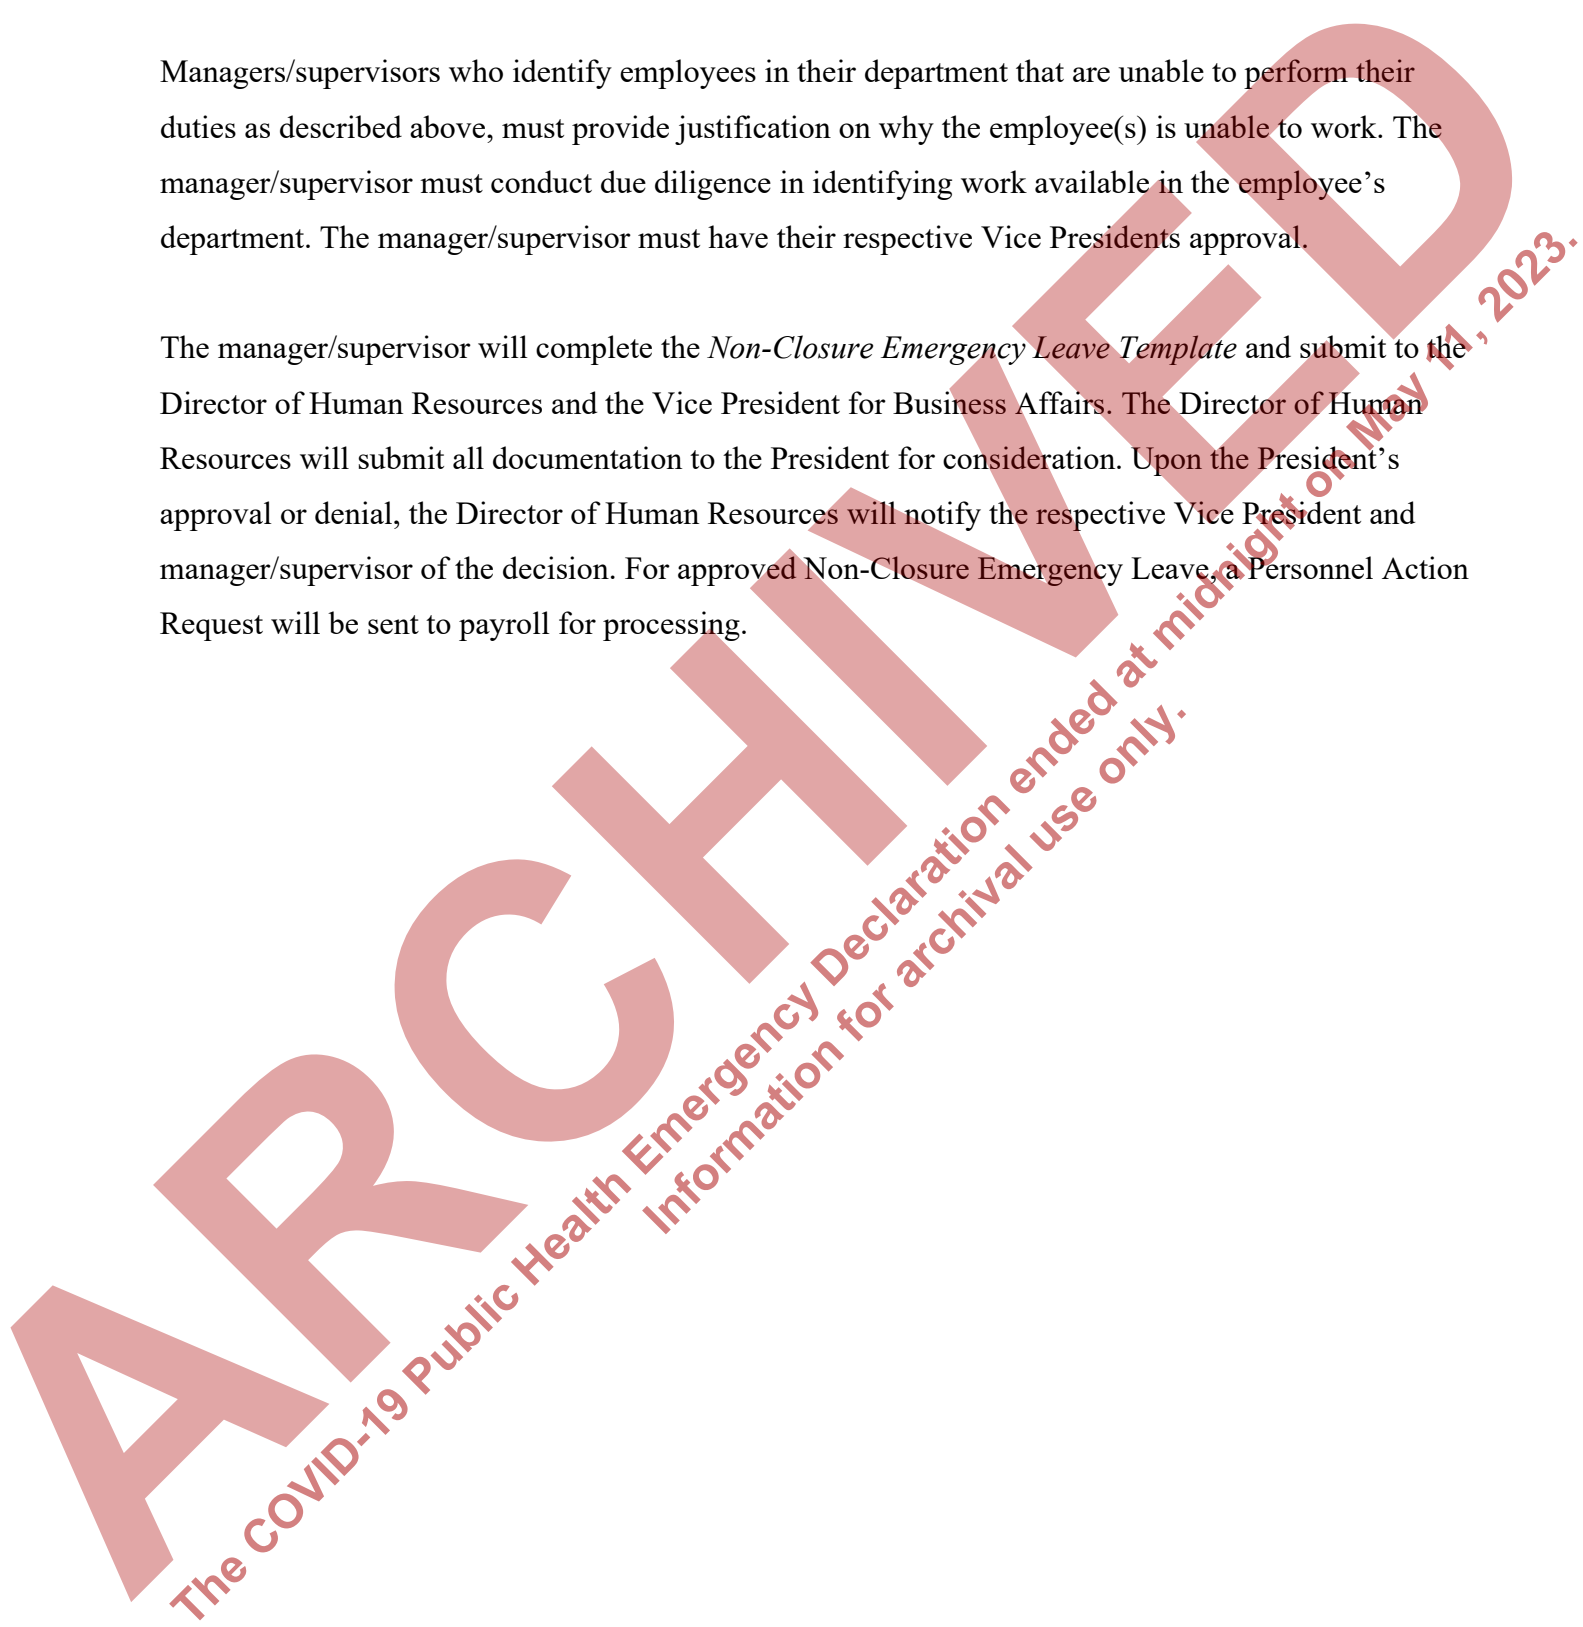 Managers/supervisors who identify employees in their department that are unable to perform their
duties as described above, must provide justification on why the employee(s) is unable to work. The
manager/supervisor must conduct due diligence in identifying work available in the employee’s
department. The manager/supervisor must have their respective Vice Presidents approval.
The manager/supervisor will complete the Non-Closure Emergency Leave Template and submit to the
Director of Human Resources and the Vice President for Business Affairs. The Director of Human
Resources will submit all documentation to the President for consideration. Upon the President’s
approval or denial, the Director of Human Resources will notify the respective Vice President and
manager/supervisor of the decision. For approved Non-Closure Emergency Leave, a Personnel Action
Request will be sent to payroll for processing.
ARCHIVED
The COVID-19 Public Health Emergency Declaration ended at midnight on May 11, 2023.
Information for archival use only.